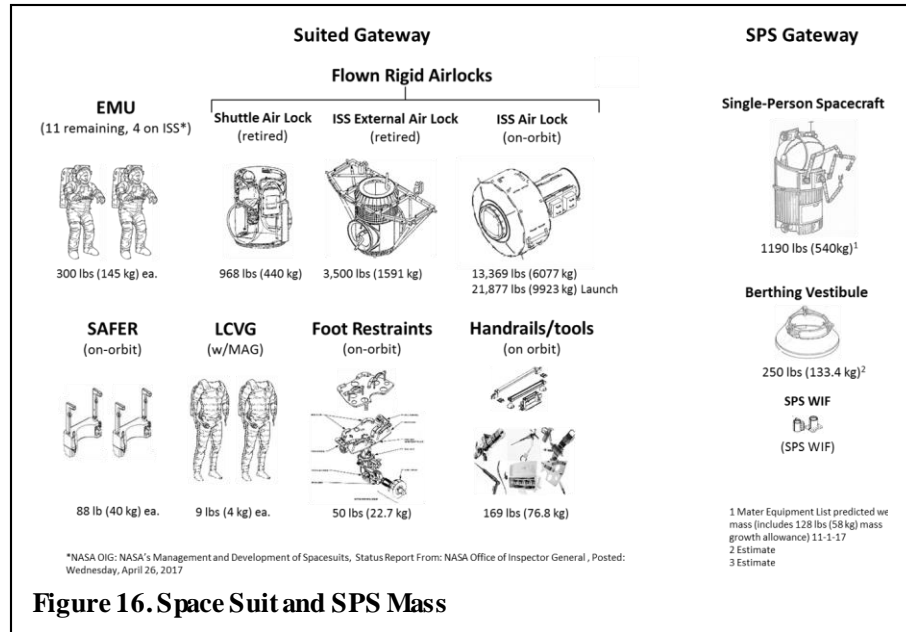 Suited Gateway
SPS Gateway
Flown Rigid Airlocks
EMU
(11 remaining, 4 on ISS*)
Shuttle Air Lock
(retired)
ISS External Air Lock
(retired)
ISS Air Lock
(on-orbit)
Single-Person Spacecraft
300 lbs (145 kg) ea.
968 lbs (440 kg)
3,500 lbs (1591 kg)
13,369 lbs (6077 kg)
21,877 lbs (9923 kg) Launch
1190 lbs (540kg)1
SAFER
(on-orbit)
LCVG
(w/MAG)
Foot Restraints
(on-orbit)
Handrails/tools
(on orbit)
Berthing Vestibule
250 lbs (133.4 kg)2
SPS WIF
(SPS WIF)
88 lb (40 kg) ea.
9 lbs (4 kg) ea.
50 lbs (22.7 kg)
169 lbs (76.8 kg)
1 Mater Equipment List predicted we
mass (includes 128 lbs (58 kg) mass
growth allowance) 11-1-17
2 Estimate
3 Estimate
*NASA OIG: NASA's Management and Development of Spacesuits, Status Report From: NASA Office of Inspector General , Posted:
Wednesday, April 26, 2017
Figure 16. Space Suit and SPS Mass